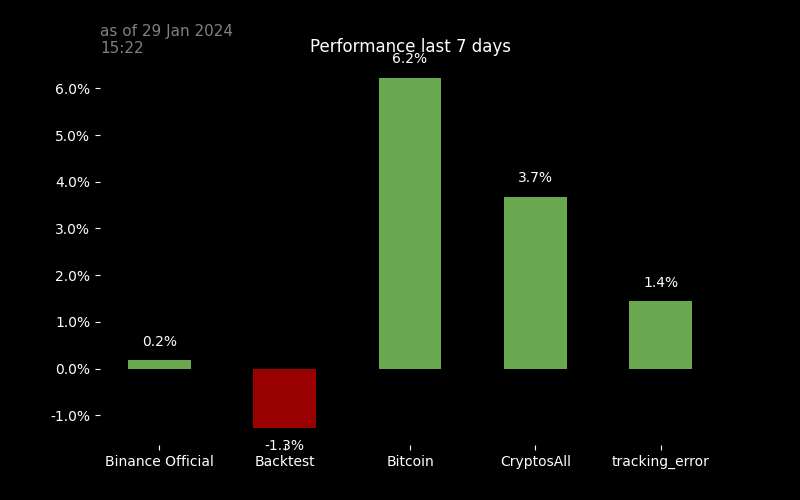 as of 29 Jan 2024
15:22
Performance last 7 days
6.2%
6.0%
5.0%
4.0%
3.7%
3.0%
2.0%
1.4%
1.0%
0.2%
0.0%
-1.0%
-1.3%
Binance Official
Backtest
Bitcoin
CryptosAll
tracking_error